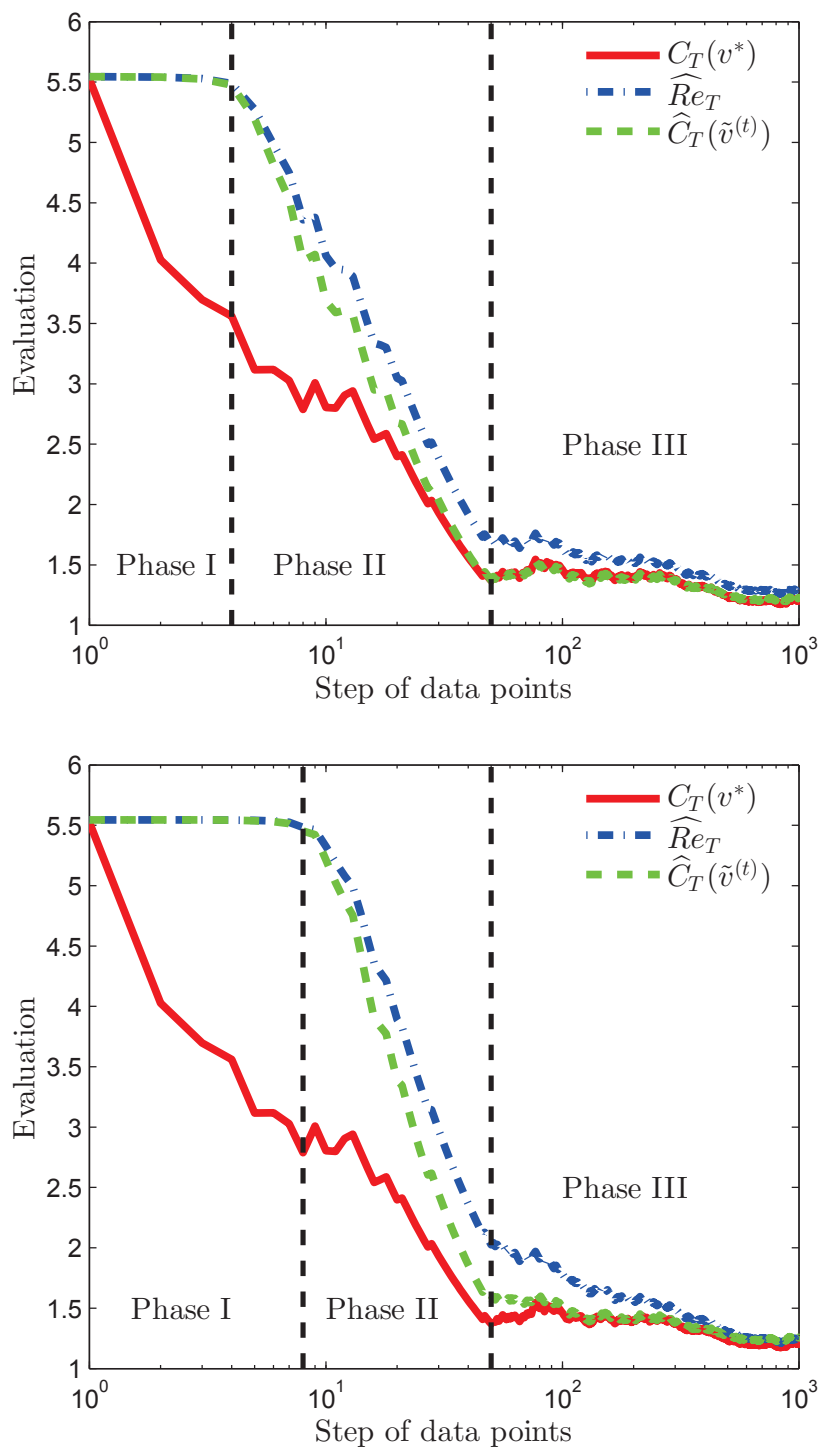 6
5.5
5
4.5
4
3.5
3
2.5
2
1.5
1
Evaluation
C_T(v*)
\widehat{Re}_T
\widehat{C}_T(\tilde{v}^{(t)})
Phase I
Phase II
Phase III
10^0
10^1
10^2
10^3
Step of data points
6
5.5
5
4.5
4
3.5
3
2.5
2
1.5
1
Evaluation
C_T(v*)
\widehat{Re}_T
\widehat{C}_T(\tilde{v}^{(t)})
Phase III
Phase I
Phase II
10^0
10^1
10^2
10^3
Step of data points